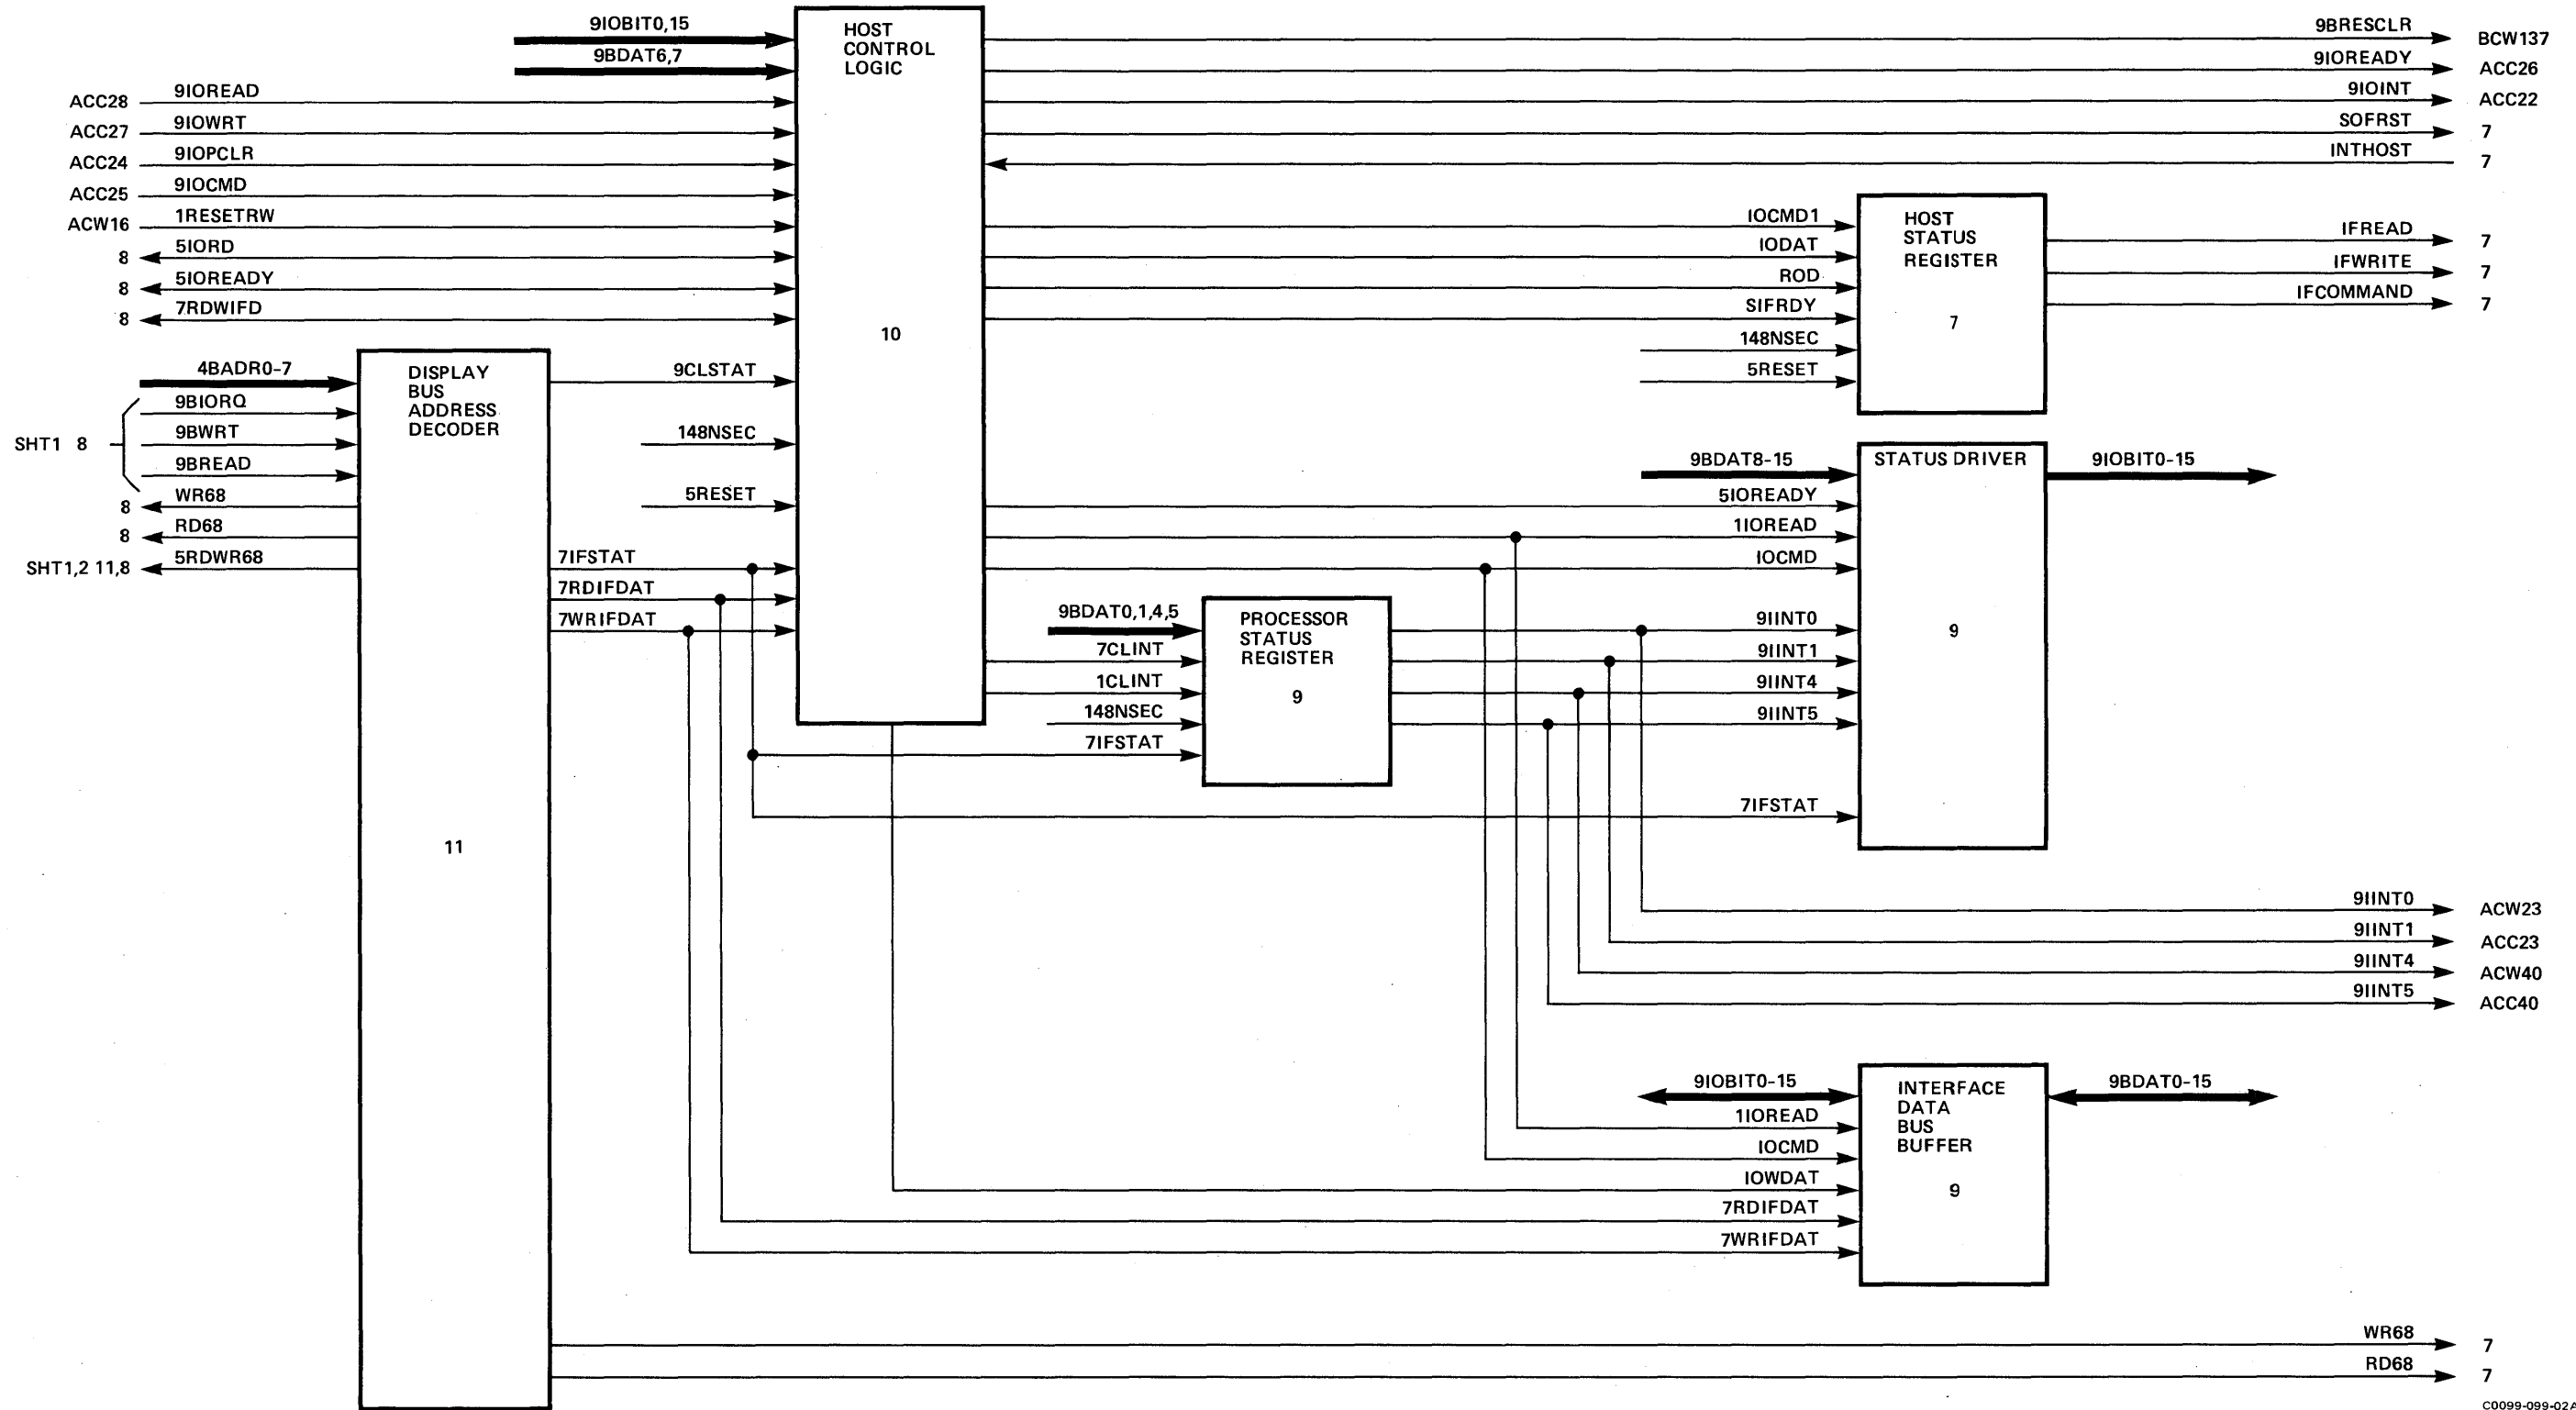 9IOBIT0,15
9BDAT6,7
ACC28 9IOREAD
ACC27 9IOWRT
ACC24 9IOPCLR
ACC25 9IOCMD
ACW16 1RESETRW
8 5IORD
8 5IOREADY
8 7RDWIFD
HOST
CONTROL
LOGIC
10
9BRESCLR BCW137
9IOREADY ACC26
9IOINT ACC22
SOFRST 7
INTHOST 7
IOCMD1
IODAT
ROD
SIFRDY
148NSEC
5RESET
HOST
STATUS
REGISTER
7
IFREAD 7
IFWRITE 7
IFCOMMAND 7
4BADR0-7
9BIORQ
SHT1 8 9BWRT
9BREAD
8 WR68
8 RD68
SHT1,2 11,8 5RDWR68
DISPLAY
BUS
ADDRESS
DECODER
11
9CLSTAT
148NSEC
5RESET
7IFSTAT
7RDIFDAT
7WRIFDAT
9BDAT0,1,4,5
7CLINT
1CLINT
148NSEC
7IFSTAT
PROCESSOR
STATUS
REGISTER
9
9BDAT8-15
5IOREADY
1IOREAD
IOCMD
9IINT0
9IINT1
9IINT4
9IINT5
7IFSTAT
STATUS DRIVER
9
9IOBIT0-15
9IINT0 ACW23
9IINT1 ACC23
9IINT4 ACW40
9IINT5 ACC40
9IOBIT0-15
1IOREAD
IOCMD
IOWDAT
7RDIFDAT
7WRIFDAT
INTERFACE
DATA
BUS
BUFFER
9
9BDAT0-15
WR68 7
RD68 7
C0099-099-02A